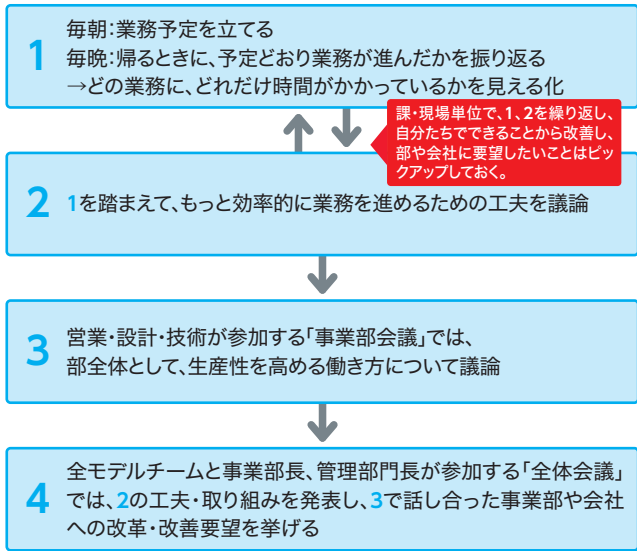 1
毎朝：業務予定を立てる
毎晩：帰るときに、予定どおり業務が進んだかを振り返る
→どの業務に、どれだけ時間がかかっているかを見える化
課・現場単位で、1、2を繰り返し、
自分たちでできることから改善し、
部や会社に要望したいことはピッ
クアップしておく。
2
1を踏まえて、もっと効率的に業務を進めるための工夫を議論
3
営業・設計・技術が参加する「事業部会議」では、
部全体として、生産性を高める働き方について議論
4
全モデルチームと事業部長、管理部門長が参加する「全体会議」
では、2の工夫・取り組みを発表し、3で話し合った事業部や会社
への改革・改善要望を挙げる